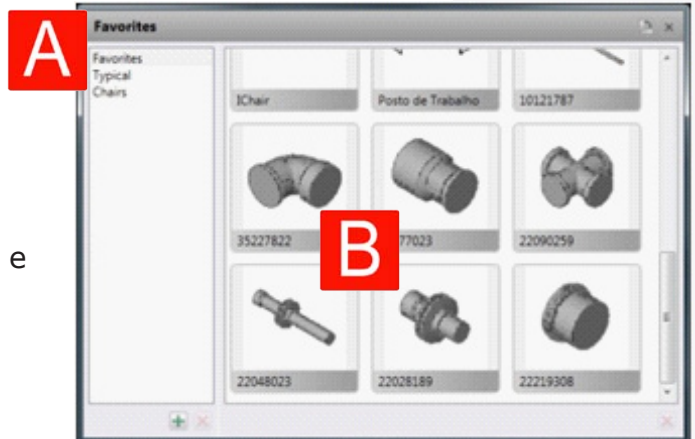 A
Favorites
Favorites
Typical
Chairs
IChair
Posto de Trabalho
10121787
35227822
77023
22090259
B
e
22048023
22028189
22219308